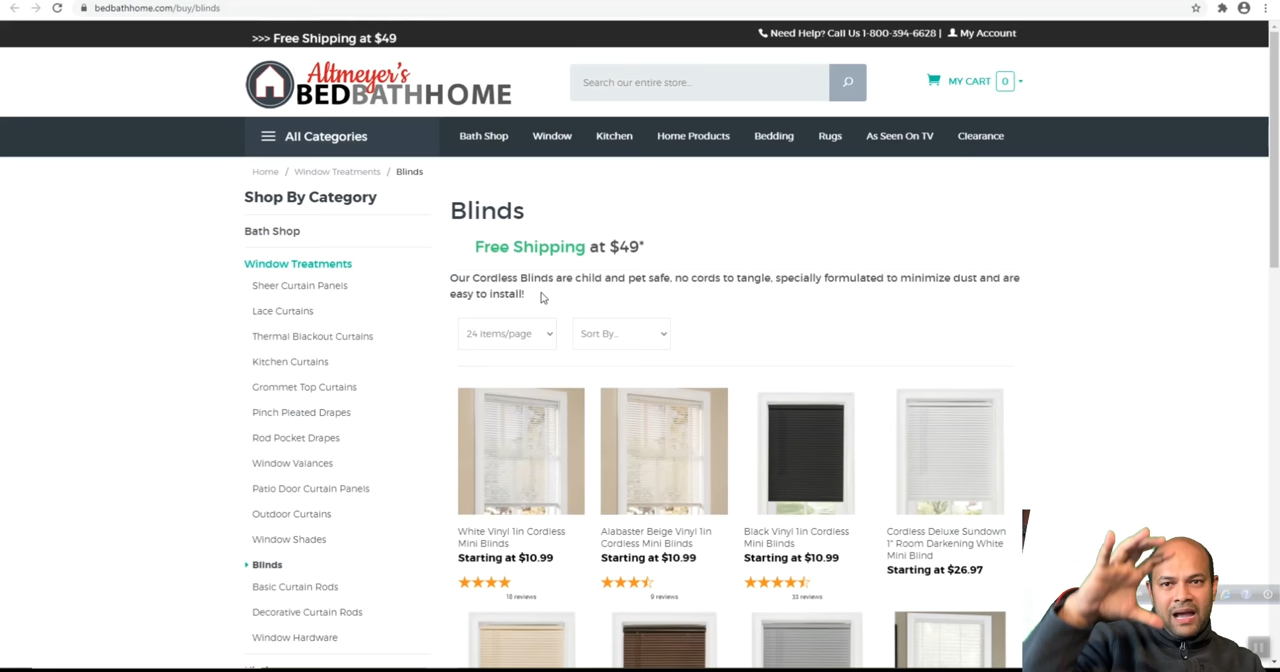 bedbathhome.com/buy/blinds
>>> Free Shipping at $49
Need Help? Call Us 1-800-394-6628 | My Account
Altmeyer's
BEDBATHHOME
Search our entire store...
MY CART 0
All Categories
Bath Shop Window Kitchen Home Products Bedding Rugs As Seen On TV Clearance
Home / Window Treatments / Blinds
Shop By Category
Bath Shop
Window Treatments
Sheer Curtain Panels
Lace Curtains
Thermal Blackout Curtains
Kitchen Curtains
Grommet Top Curtains
Pinch Pleated Drapes
Rod Pocket Drapes
Window Valances
Patio Door Curtain Panels
Outdoor Curtains
Window Shades
Blinds
Basic Curtain Rods
Decorative Curtain Rods
Window Hardware
Blinds
Free Shipping at $49*
Our Cordless Blinds are child and pet safe, no cords to tangle, specially formulated to minimize dust and are
easy to install!
24 items/page
Sort By...
White Vinyl 1in Cordless
Mini Blinds
Starting at $10.99
18 reviews
Alabaster Beige Vinyl 1in
Cordless Mini Blinds
Starting at $10.99
9 reviews
Black Vinyl 1in Cordless
Mini Blinds
Starting at $10.99
33 reviews
Cordless Deluxe Sundown
1" Room Darkening White
Mini Blind
Starting at $26.97